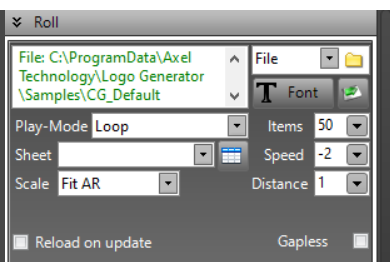 Roll
File: C:\ProgramData\Axel
Technology\Logo Generator
\Samples\CG_Default
File
T Font
Play-Mode Loop
Items 50
Sheet
Speed -2
Scale Fit AR
Distance 1
Reload on update
Gapless